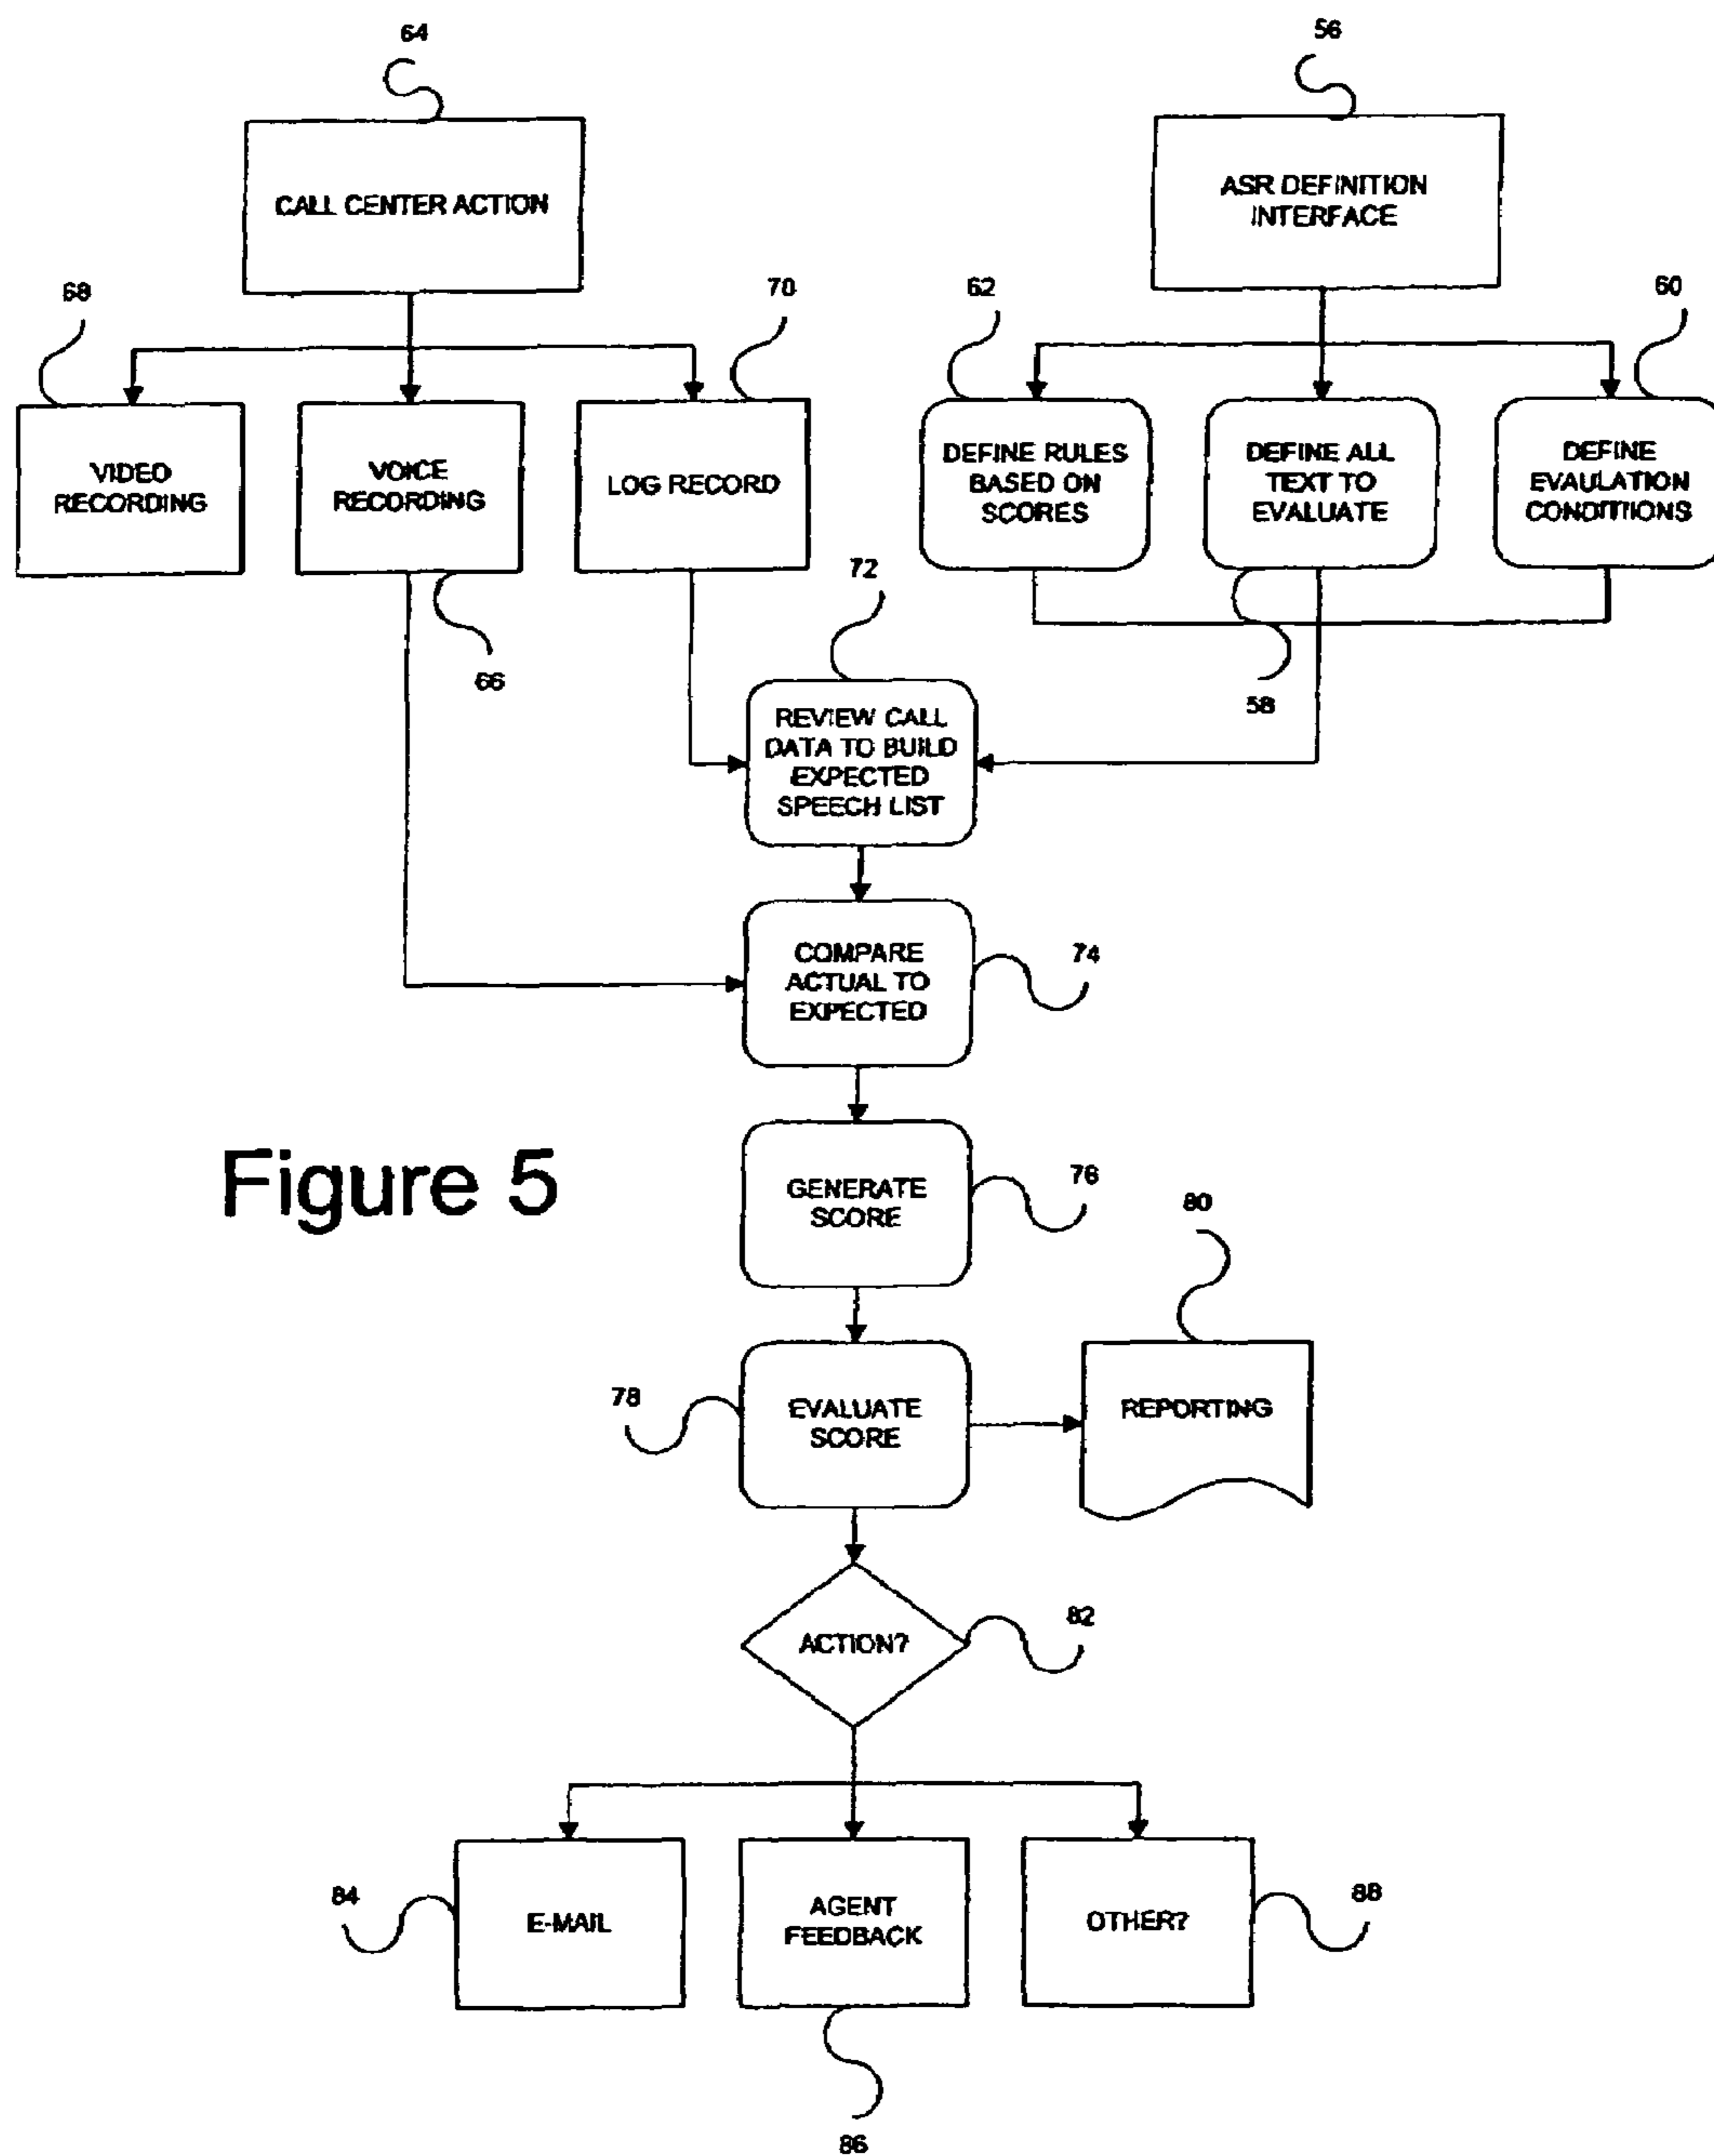 64
56
CALL CENTER ACTION
ASR DEFINITION
INTERFACE
68
70
62
60
VIDEO
RECORDING
VOICE
RECORDING
LOG RECORD
DEFINE RULES
BASED ON
SCORES
DEFINE ALL
TEXT TO
EVALUATE
DEFINE
EVAULATION
CONDITIONS
72
66
58
REVIEW CALL
DATA TO BUILD
EXPECTED
SPEECH LIST
COMPARE
ACTUAL TO
EXPECTED
74
Figure 5
GENERATE
SCORE
76
80
78
EVALUATE
SCORE
REPORTING
ACTION?
82
84
E-MAIL
AGENT
FEEDBACK
OTHER?
88
86